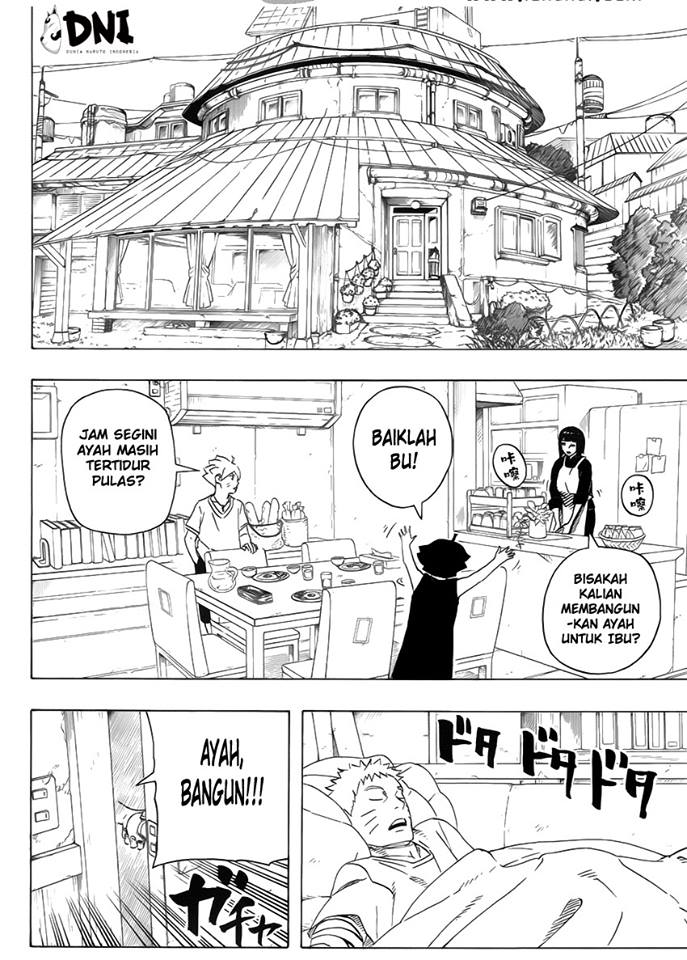 DNI
DUNIA NARUTO INDONESIA
BISAKAH
KALIAN
MEMBANGUN
-KAN AYAH
UNTUK IBU?
咔
嚓
咔
嚓
BAIKLAH
BU!
JAM SEGINI
AYAH MASIH
TERTIDUR
PULAS?
ドタ ドタ ドタ
AYAH,
BANGUN!!!
ガチャ